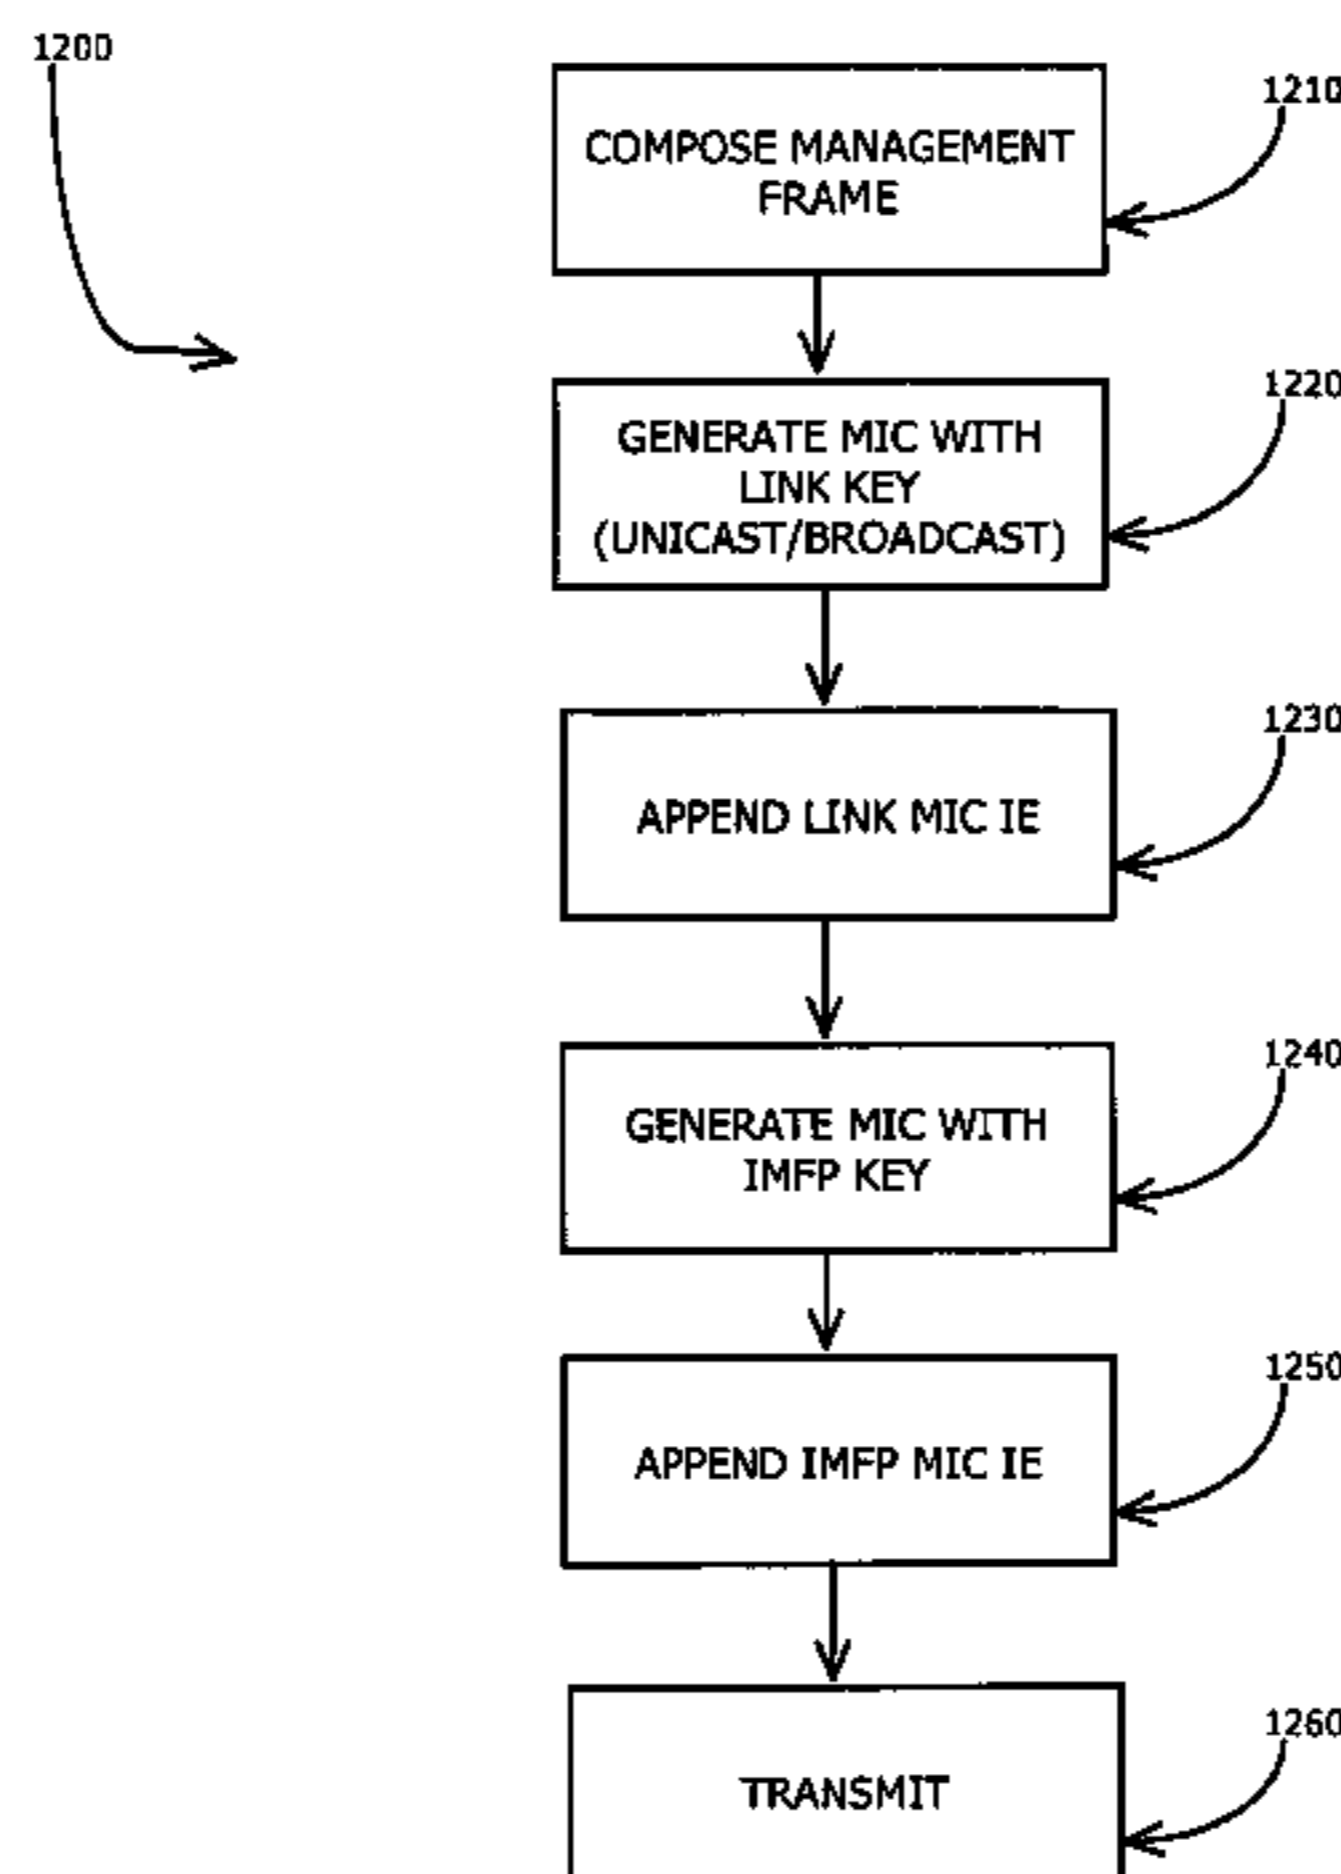 1200
1210
COMPOSE MANAGEMENT
FRAME
1220
GENERATE MIC WITH
LINK KEY
(UNICAST/BROADCAST)
1230
APPEND LINK MIC IE
1240
GENERATE MIC WITH
IMFP KEY
1250
APPEND IMFP MIC IE
1260
TRANSMIT